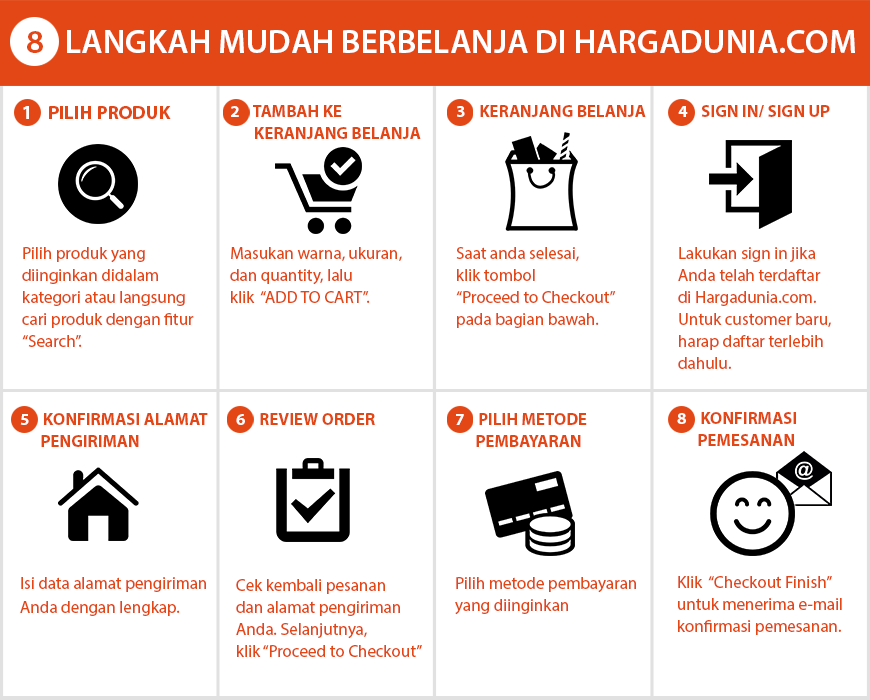 8 LANGKAH MUDAH BERBELANJA DI HARGADUNIA.COM
1 PILIH PRODUK
Pilih produk yang
diinginkan didalam
kategori atau langsung
cari produk dengan fitur
“Search”.
2 TAMBAH KE
KERANJANG BELANJA
Masukan warna, ukuran,
dan quantity, lalu
klik “ADD TO CART”.
3 KERANJANG BELANJA
Saat anda selesai,
klik tombol
“Proceed to Checkout”
pada bagian bawah.
4 SIGN IN/ SIGN UP
Lakukan sign in jika
Anda telah terdaftar
di Hargadunia.com.
Untuk customer baru,
harap daftar terlebih
dahulu.
5 KONFIRMASI ALAMAT
PENGIRIMAN
Isi data alamat pengiriman
Anda dengan lengkap.
6 REVIEW ORDER
Cek kembali pesanan
dan alamat pengiriman
Anda. Selanjutnya,
klik “Proceed to Checkout”
7 PILIH METODE
PEMBAYARAN
Pilih metode pembayaran
yang diinginkan
8 KONFIRMASI
PEMESANAN
@
Klik “Checkout Finish”
untuk menerima e-mail
konfirmasi pemesanan.